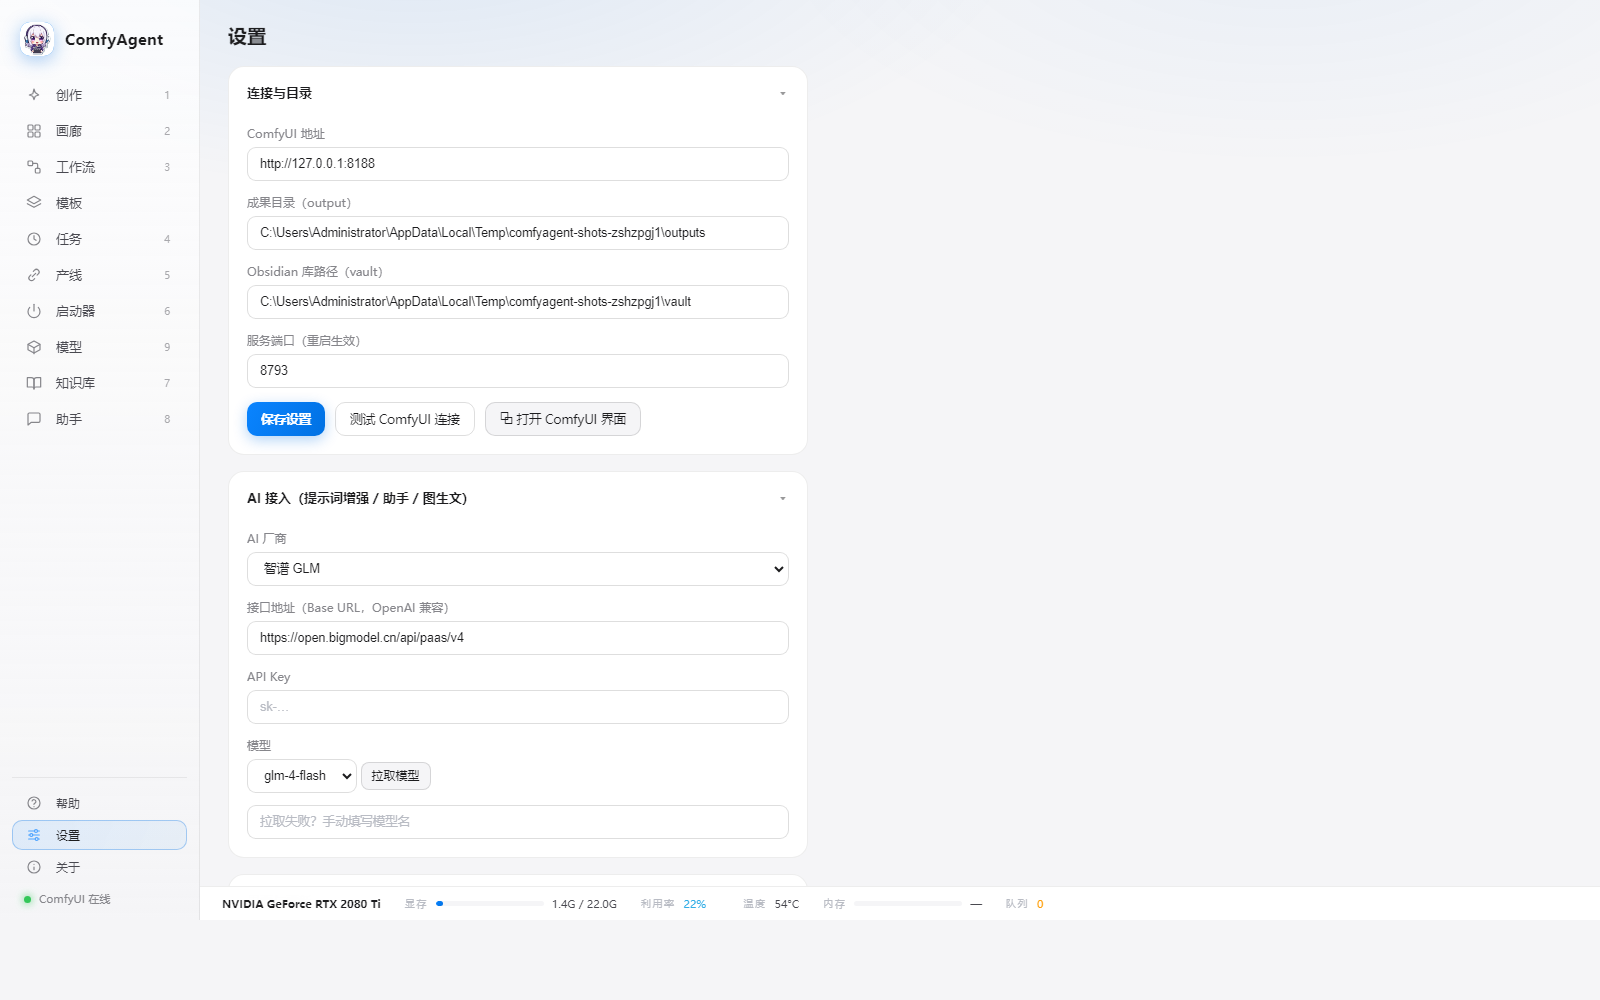 ComfyAgent
创作 1
画廊 2
工作流 3
模板
任务 4
产线 5
启动器 6
模型 9
知识库 7
助手 8
帮助
设置
关于
ComfyUI 在线
设置
连接与目录
ComfyUI 地址
http://127.0.0.1:8188
成果目录（output）
C:\Users\Administrator\AppData\Local\Temp\comfyagent-shots-zshzpgj1\outputs
Obsidian 库路径（vault）
C:\Users\Administrator\AppData\Local\Temp\comfyagent-shots-zshzpgj1\vault
服务端口（重启生效）
8793
保存设置 测试 ComfyUI 连接 打开 ComfyUI 界面
AI 接入（提示词增强 / 助手 / 图生文）
AI 厂商
智谱 GLM
接口地址（Base URL，OpenAI 兼容）
https://open.bigmodel.cn/api/paas/v4
API Key
sk-...
模型
glm-4-flash 拉取模型
拉取失败？手动填写模型名
NVIDIA GeForce RTX 2080 Ti 显存 1.4G / 22.0G 利用率 22% 温度 54°C 内存 — 队列 0